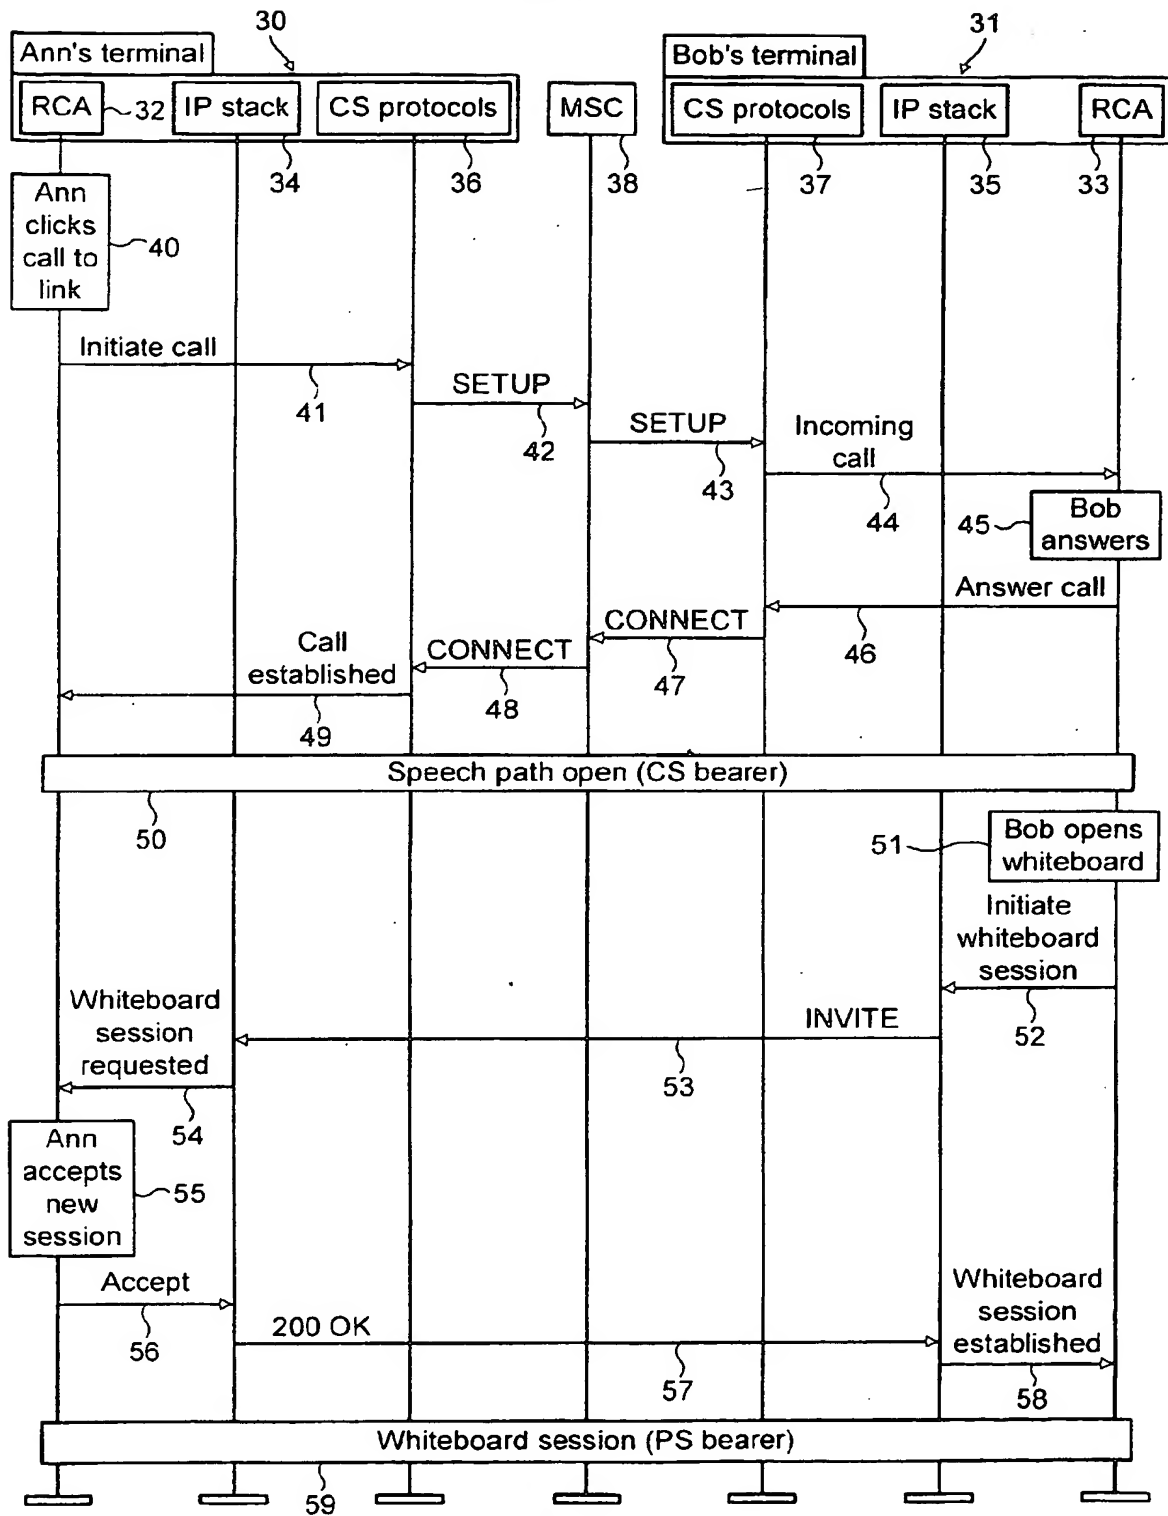 30
31
Ann's terminal
Bob's terminal
RCA
32
IP stack
CS protocols
MSC
CS protocols
IP stack
RCA
34
36
38
37
35
33
Ann
clicks
call to
link
40
Initiate call
41
SETUP
42
SETUP
43
Incoming
call
44
45
Bob
answers
Answer call
46
CONNECT
47
CONNECT
48
Call
established
49
Speech path open (CS bearer)
50
51
Bob opens
whiteboard
Initiate
whiteboard
session
52
INVITE
53
Whiteboard
session
requested
54
Ann
accepts
new
session
55
Accept
56
200 OK
57
Whiteboard
session
established
58
Whiteboard session (PS bearer)
59